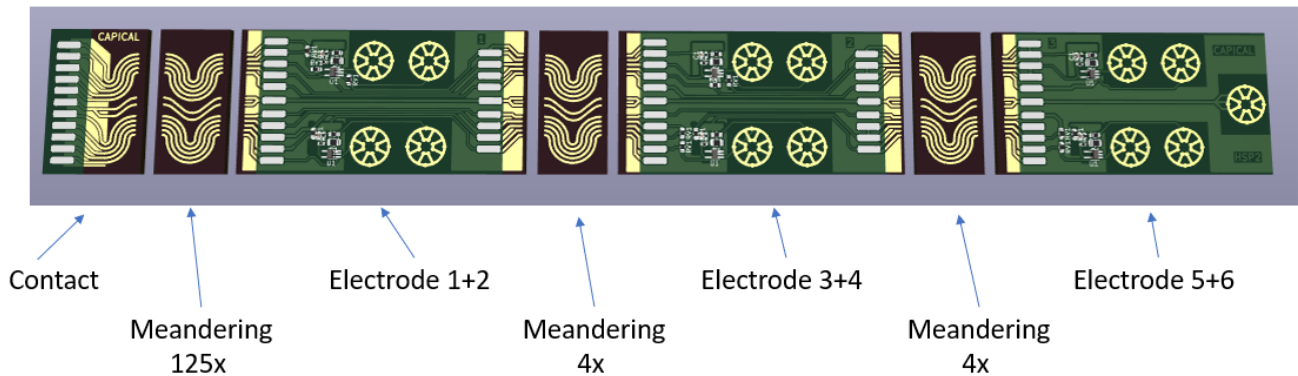 CAPICAL
1
2
3
CAPICAL
HSP2
Contact
Electrode 1+2
Electrode 3+4
Electrode 5+6
Meandering
125x
Meandering
4x
Meandering
4x